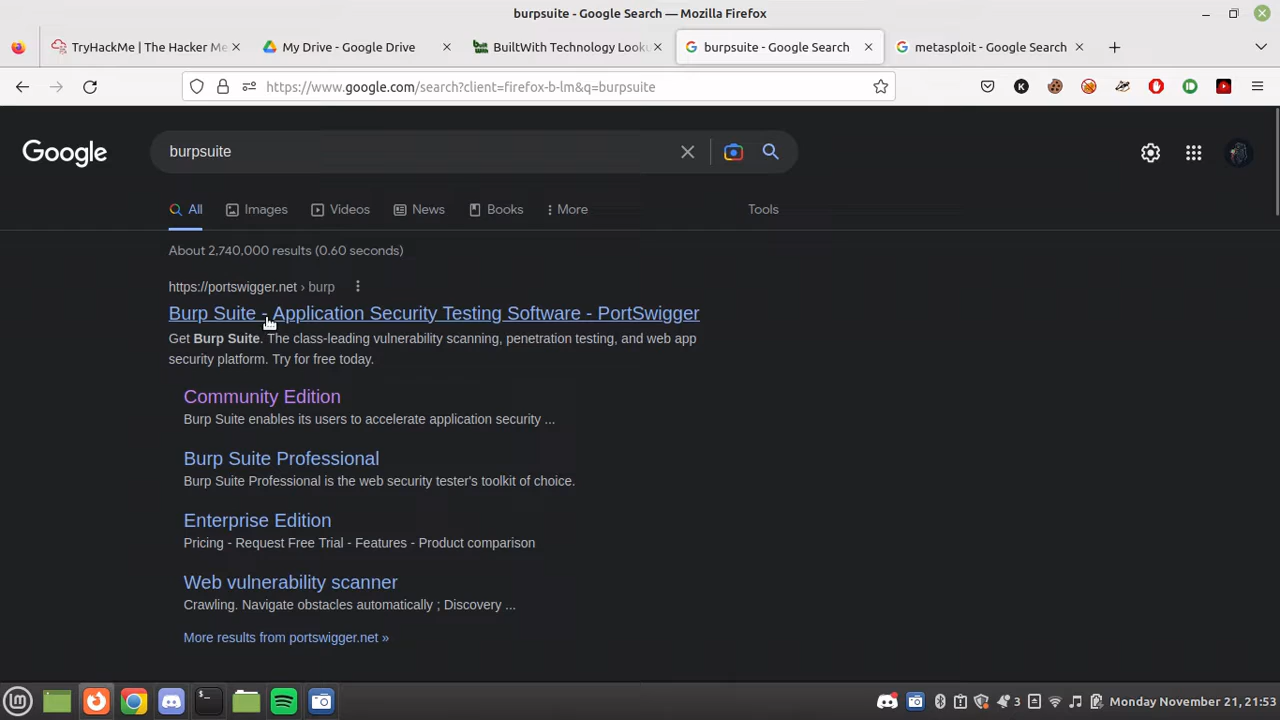 burpsuite - Google Search — Mozilla Firefox
TryHackMe | The Hacker Me
My Drive - Google Drive
BuiltWith Technology Looku
burpsuite - Google Search
metasploit - Google Search
https://www.google.com/search?client=firefox-b-lm&q=burpsuite
Google
burpsuite
All
Images
Videos
News
Books
More
Tools
About 2,740,000 results (0.60 seconds)
https://portswigger.net › burp
Burp Suite - Application Security Testing Software - PortSwigger
Get Burp Suite. The class-leading vulnerability scanning, penetration testing, and web app
security platform. Try for free today.
Community Edition
Burp Suite enables its users to accelerate application security ...
Burp Suite Professional
Burp Suite Professional is the web security tester's toolkit of choice.
Enterprise Edition
Pricing - Request Free Trial - Features - Product comparison
Web vulnerability scanner
Crawling. Navigate obstacles automatically ; Discovery ...
More results from portswigger.net »
3
Monday November 21, 21:53